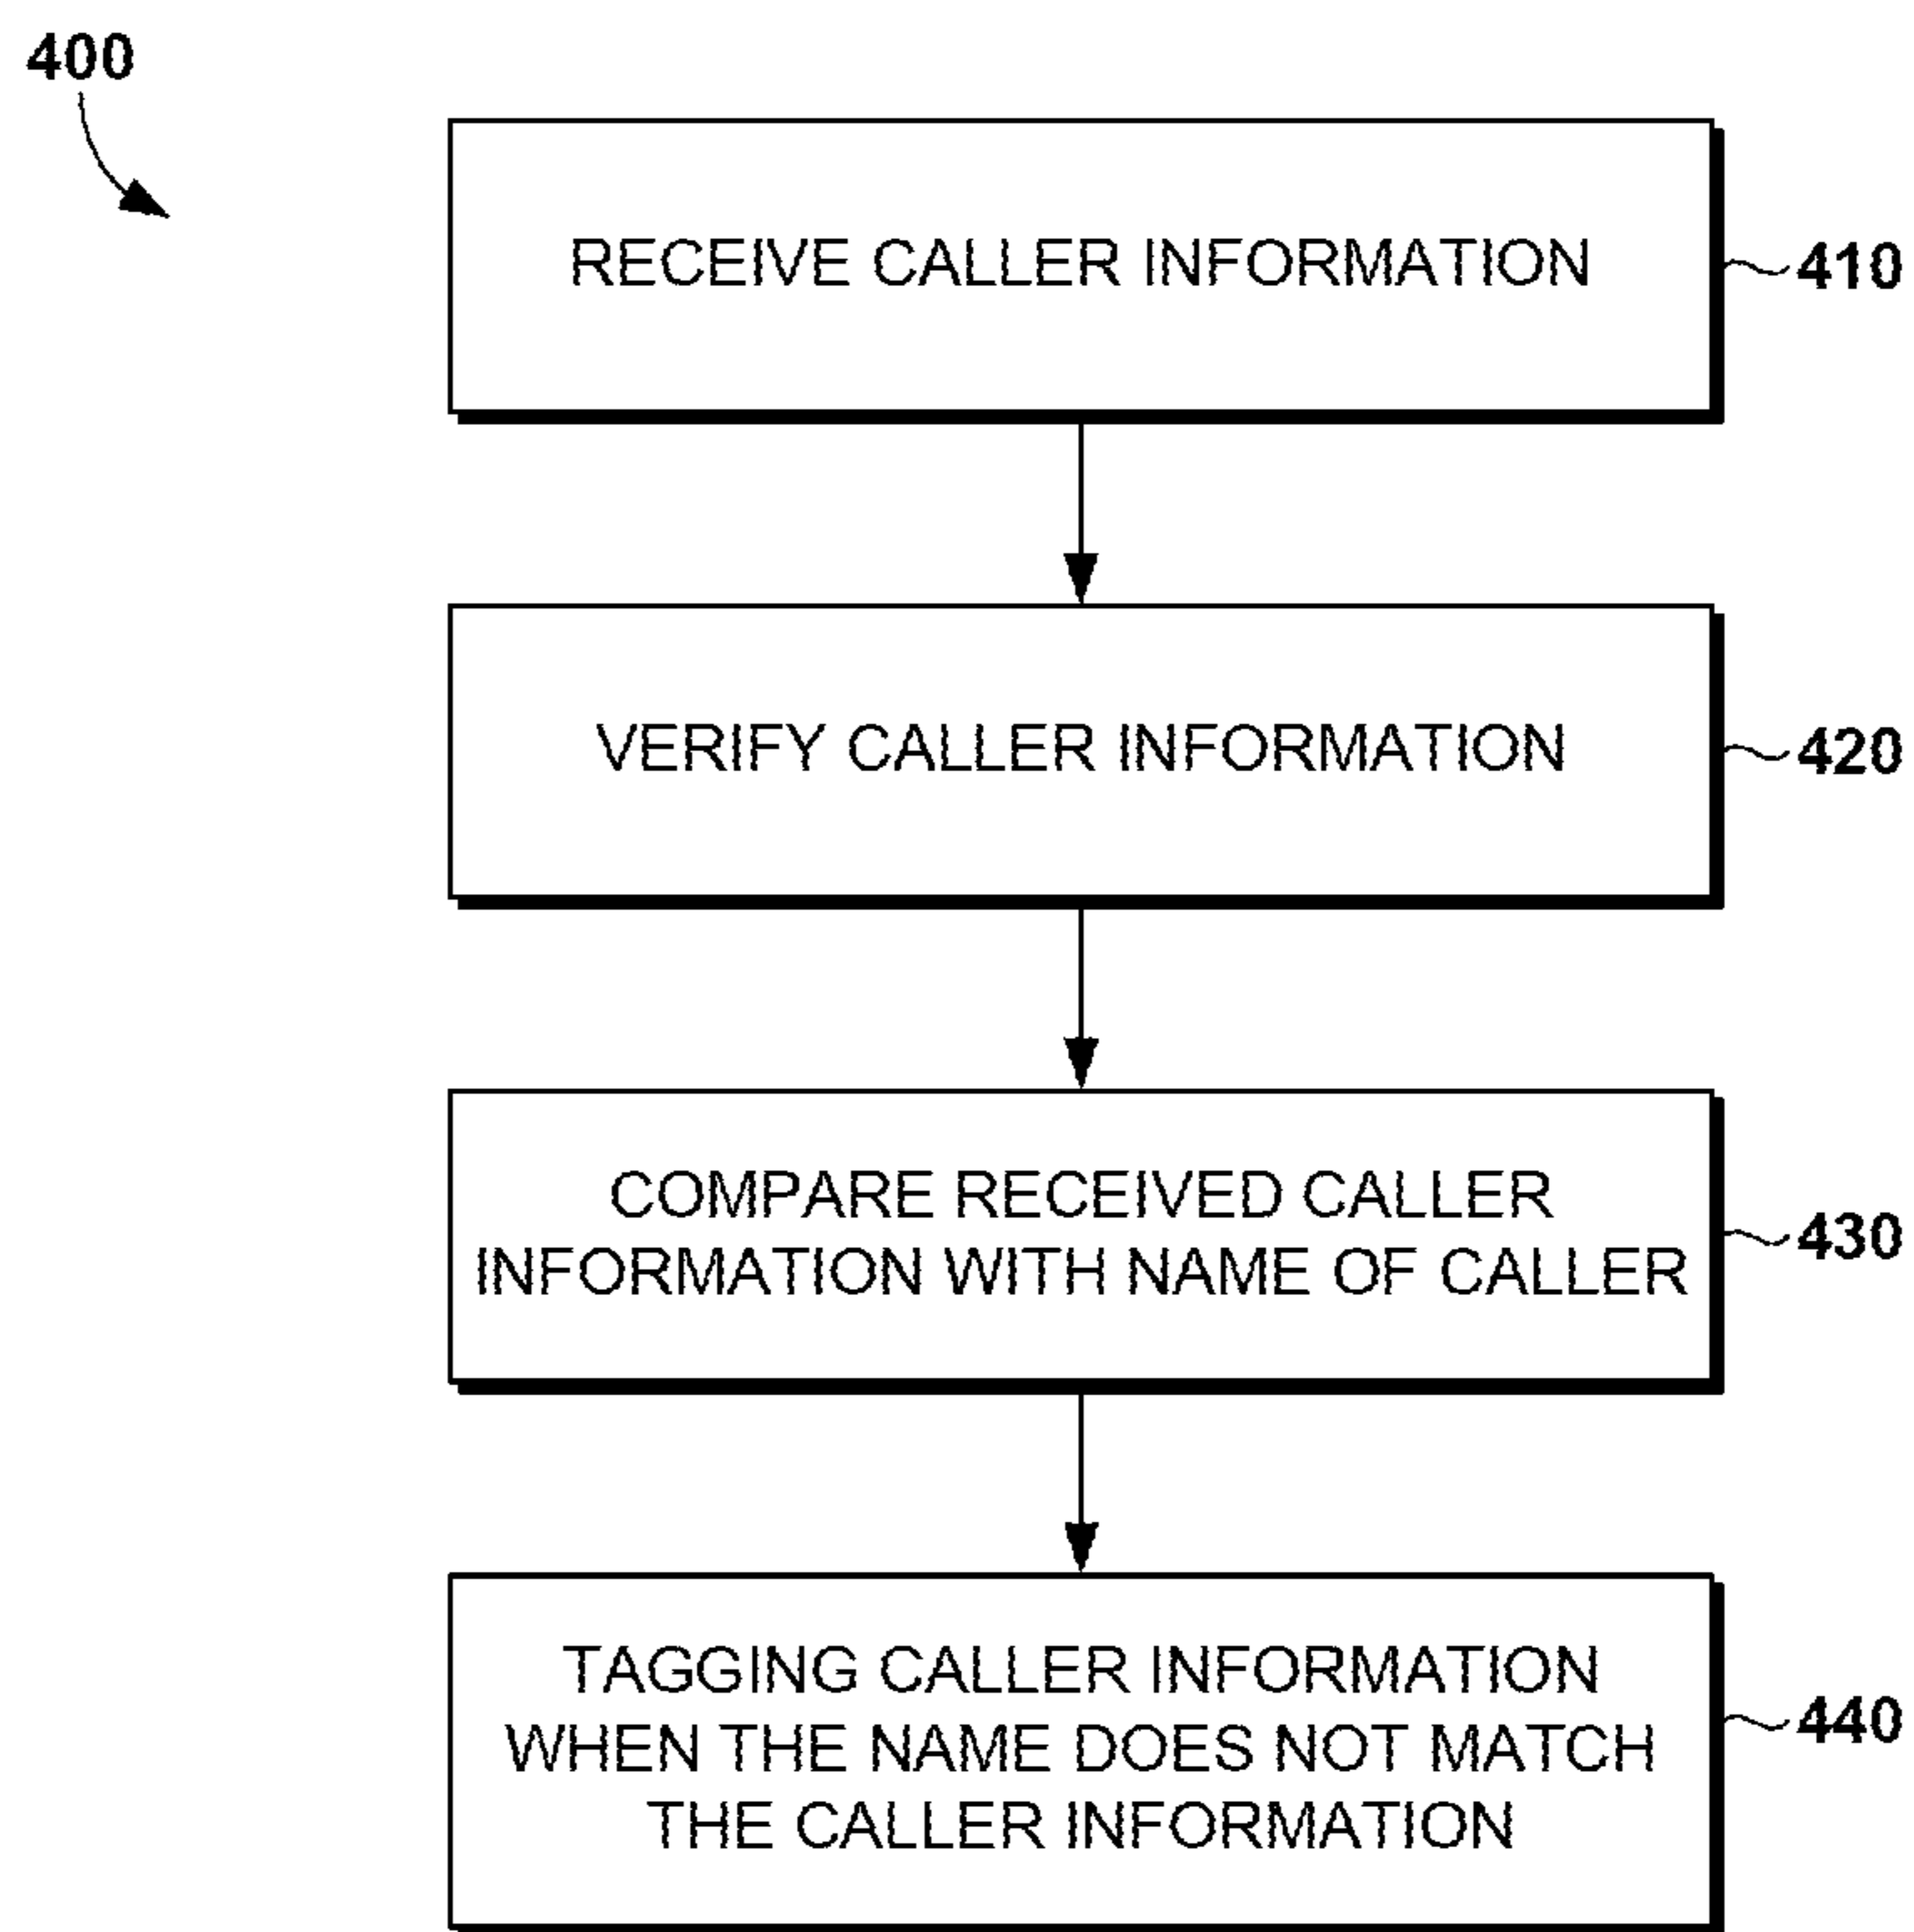 400
RECEIVE CALLER INFORMATION
410
VERIFY CALLER INFORMATION
420
COMPARE RECEIVED CALLER
INFORMATION WITH NAME OF CALLER
430
TAGGING CALLER INFORMATION
WHEN THE NAME DOES NOT MATCH
THE CALLER INFORMATION
440